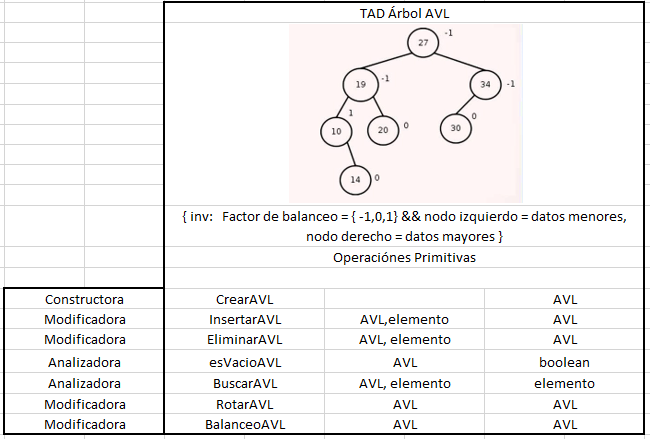 TAD Árbol AVL
27 -1
19 -1 34 -1
10 1 20 0 30 0
14 0
{ inv: Factor de balanceo = { -1,0,1} && nodo izquierdo = datos menores,
nodo derecho = datos mayores }
Operaciónes Primitivas
Constructora CrearAVL AVL
Modificadora InsertarAVL AVL,elemento AVL
Modificadora EliminarAVL AVL, elemento AVL
Analizadora esVacioAVL AVL boolean
Analizadora BuscarAVL AVL, elemento elemento
Modificadora RotarAVL AVL AVL
Modificadora BalanceoAVL AVL AVL